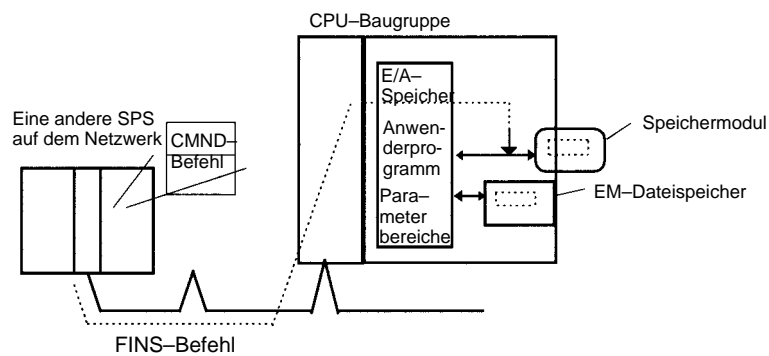 CPU–Baugruppe
E/A–
Speicher
Anwen-
derpro-
gramm
Para–
meter
bereiche
Eine andere SPS
auf dem Netzwerk
CMND–
Befehl
Speichermodul
EM–Dateispeicher
FINS–Befehl